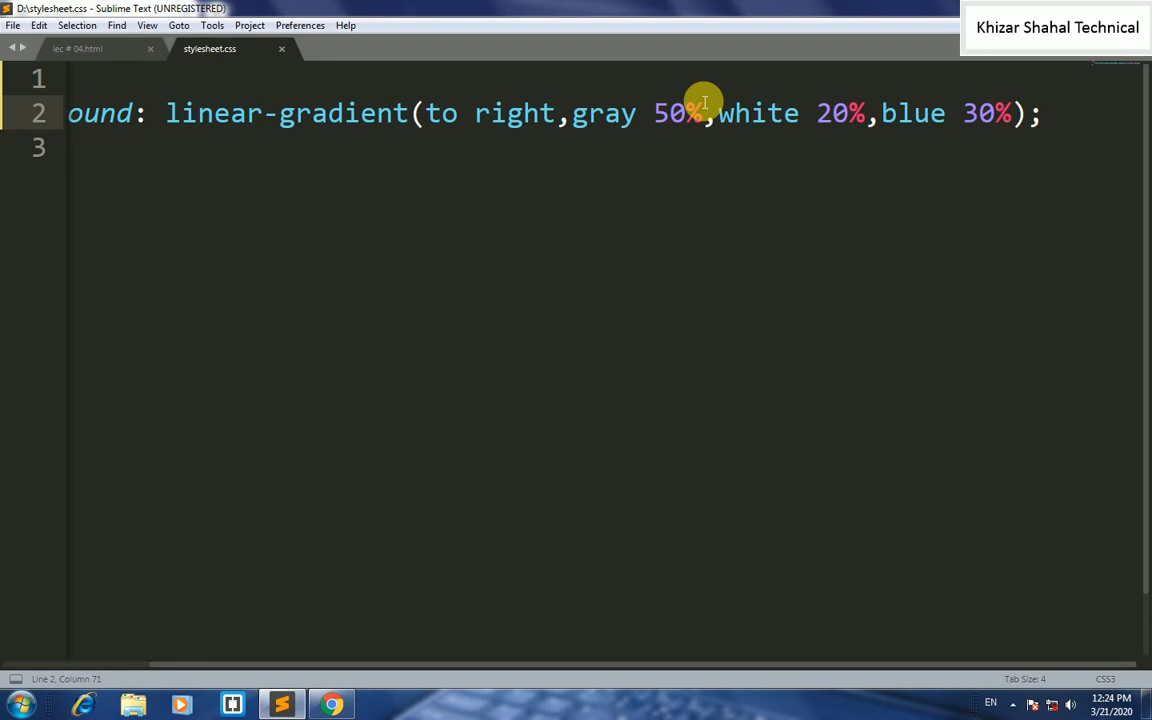 D:\stylesheet.css - Sublime Text (UNREGISTERED)
Khizar Shahal Technical
File Edit Selection Find View Goto Tools Project Preferences Help
lec # 04.html × stylesheet.css ×
1
2 ound: linear-gradient(to right,gray 50%,white 20%,blue 30%);
3
Line 2, Column 71 Tab Size: 4 CSS3
EN 12:24 PM
3/21/2020